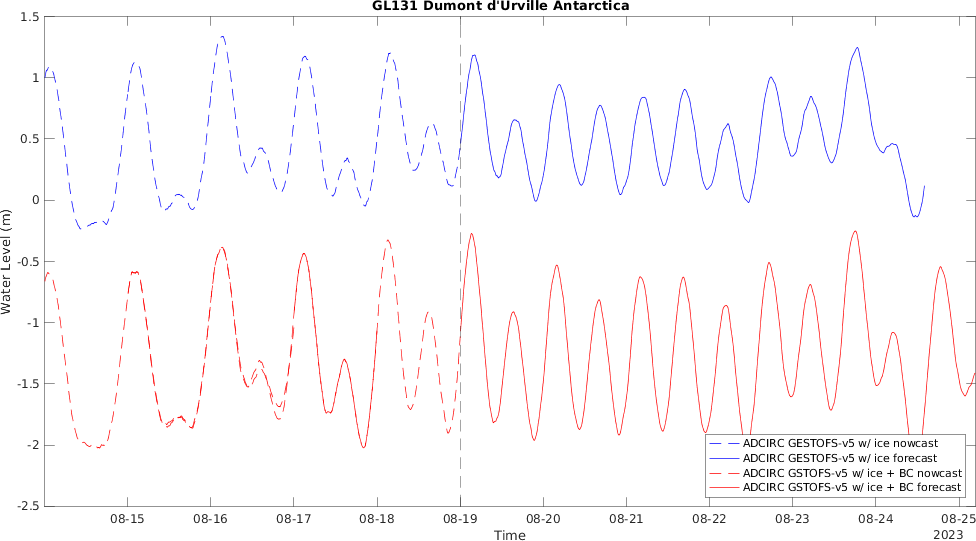 GL131 Dumont d'Urville Antarctica
1.5
1
0.5
0
-0.5
-1
-1.5
-2
-2.5
Water Level (m)
ADCIRC GESTOFS-v5 w/ ice nowcast
ADCIRC GESTOFS-v5 w/ ice forecast
ADCIRC GSTOFS-v5 w/ ice + BC nowcast
ADCIRC GSTOFS-v5 w/ ice + BC forecast
08-15 08-16 08-17 08-18 08-19 08-20 08-21 08-22 08-23 08-24 08-25
Time
2023